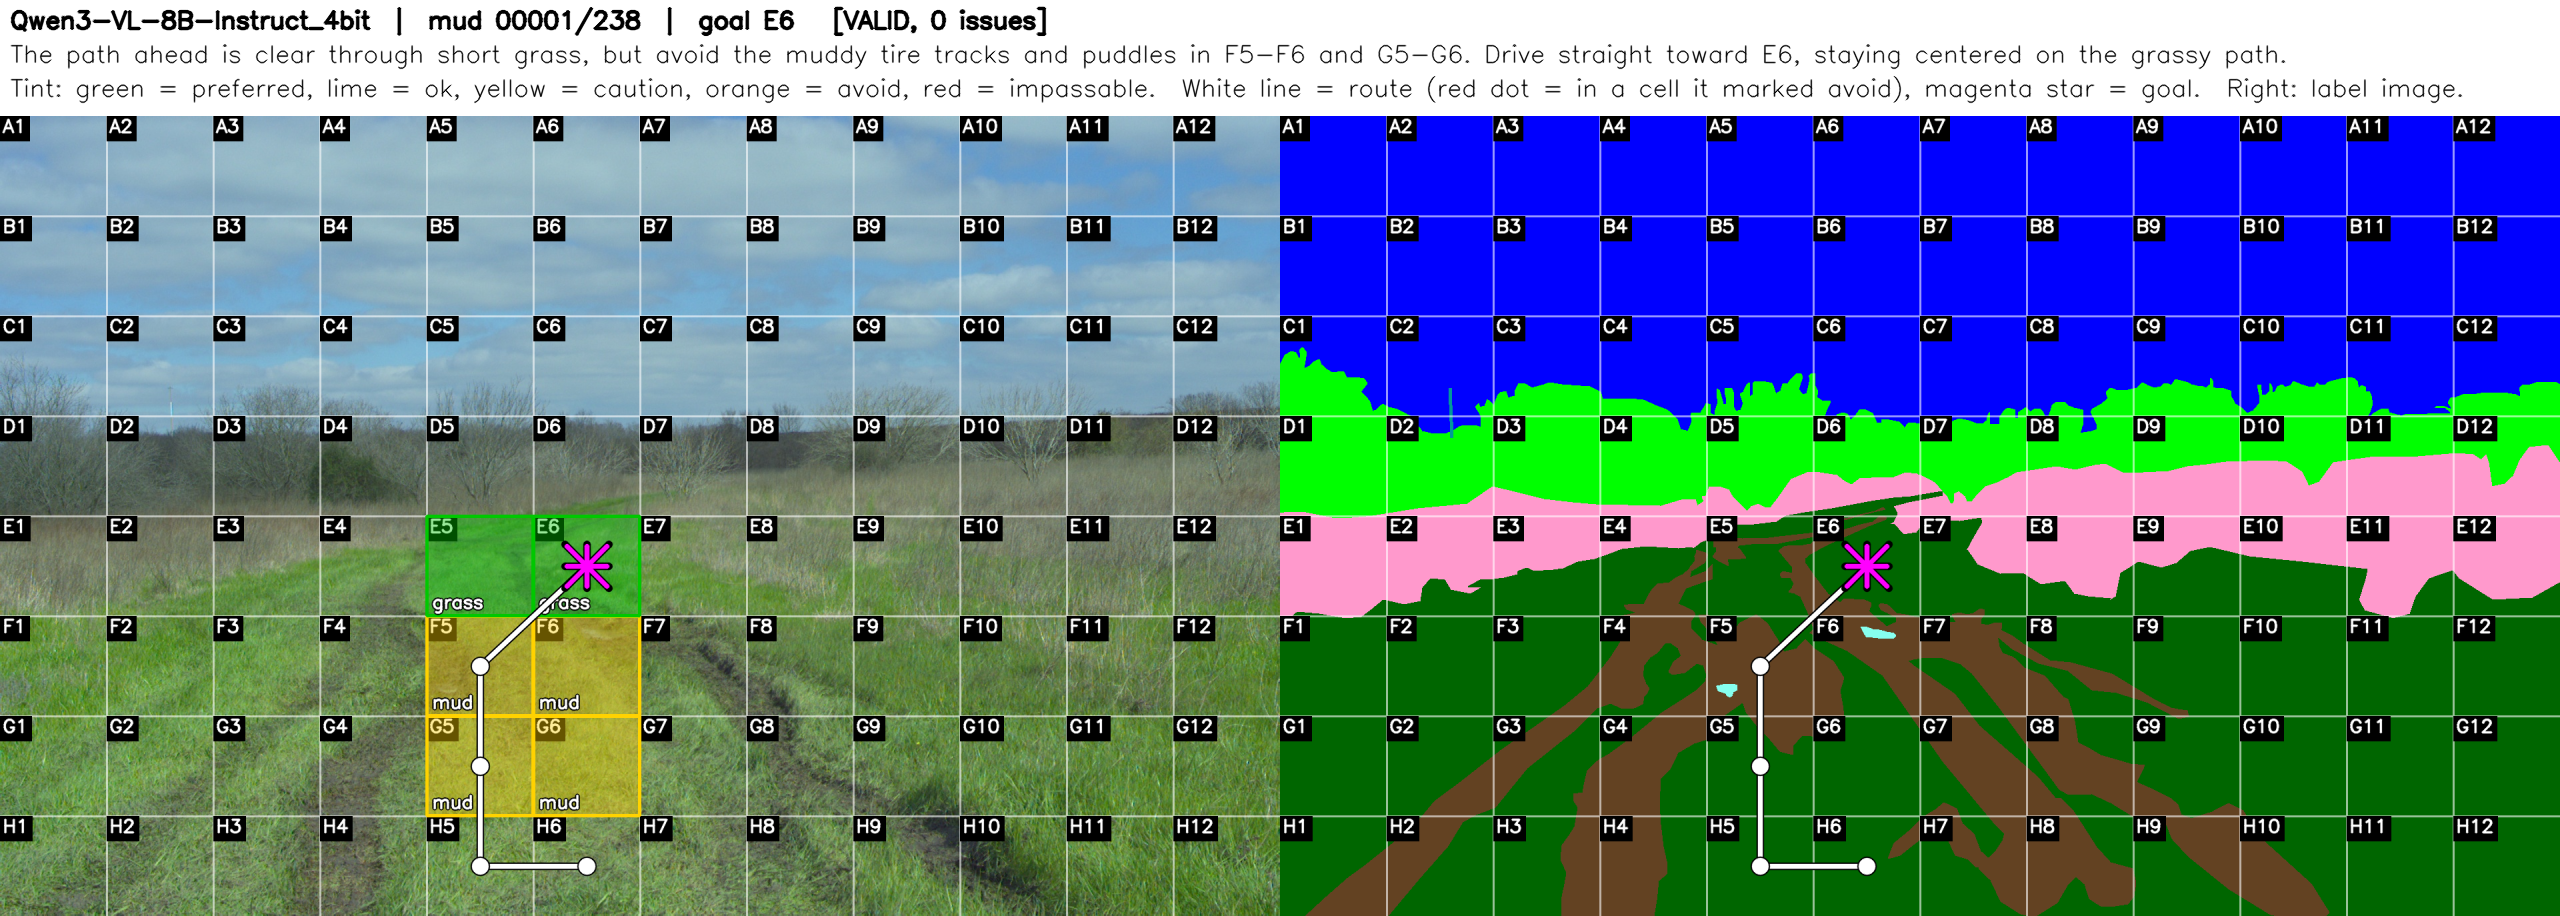 Qwen3-VL-8B-Instruct_4bit | mud 00001/238 | goal E6 [VALID, 0 issues]
The path ahead is clear through short grass, but avoid the muddy tire tracks and puddles in F5-F6 and G5-G6. Drive straight toward E6, staying centered on the grassy path.
Tint: green = preferred, lime = ok, yellow = caution, orange = avoid, red = impassable. White line = route (red dot = in a cell it marked avoid), magenta star = goal. Right: label image.
A1 A2 A3 A4 A5 A6 A7 A8 A9 A10 A11 A12 A1 A2 A3 A4 A5 A6 A7 A8 A9 A10 A11 A12
B1 B2 B3 B4 B5 B6 B7 B8 B9 B10 B11 B12 B1 B2 B3 B4 B5 B6 B7 B8 B9 B10 B11 B12
C1 C2 C3 C4 C5 C6 C7 C8 C9 C10 C11 C12 C1 C2 C3 C4 C5 C6 C7 C8 C9 C10 C11 C12
D1 D2 D3 D4 D5 D6 D7 D8 D9 D10 D11 D12 D1 D2 D3 D4 D5 D6 D7 D8 D9 D10 D11 D12
E1 E2 E3 E4 E5 E6 E7 E8 E9 E10 E11 E12 E1 E2 E3 E4 E5 E6 E7 E8 E9 E10 E11 E12
grass grass
F1 F2 F3 F4 F5 F6 F7 F8 F9 F10 F11 F12 F1 F2 F3 F4 F5 F6 F7 F8 F9 F10 F11 F12
mud mud
G1 G2 G3 G4 G5 G6 G7 G8 G9 G10 G11 G12 G1 G2 G3 G4 G5 G6 G7 G8 G9 G10 G11 G12
mud mud
H1 H2 H3 H4 H5 H6 H7 H8 H9 H10 H11 H12 H1 H2 H3 H4 H5 H6 H7 H8 H9 H10 H11 H12